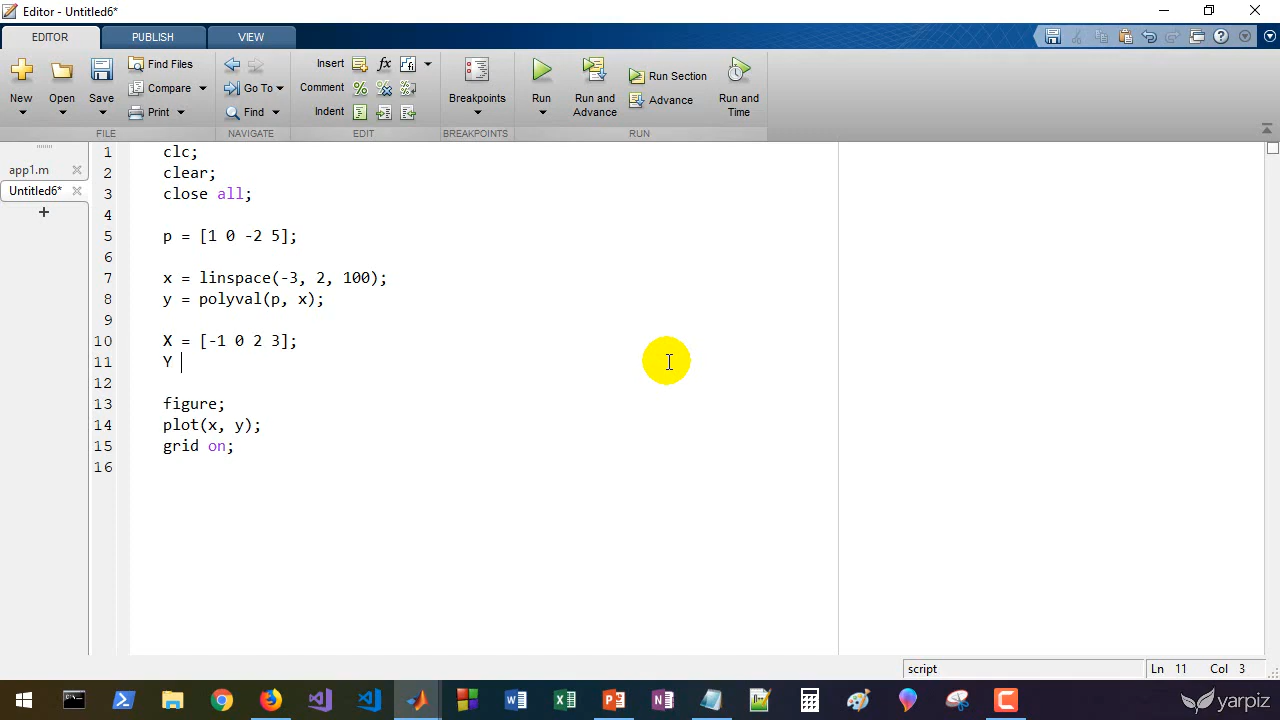 Editor - Untitled6*
EDITOR PUBLISH VIEW
New Open Save Find Files Compare Print
Go To Find
Insert fx
Comment % %
Indent
Breakpoints
Run Run and Advance Run Section Advance Run and Time
FILE NAVIGATE EDIT BREAKPOINTS RUN
app1.m
Untitled6*
1 clc;
2 clear;
3 close all;
4
5 p = [1 0 -2 5];
6
7 x = linspace(-3, 2, 100);
8 y = polyval(p, x);
9
10 X = [-1 0 2 3];
11 Y
12
13 figure;
14 plot(x, y);
15 grid on;
16
script Ln 11 Col 3
yarpiz